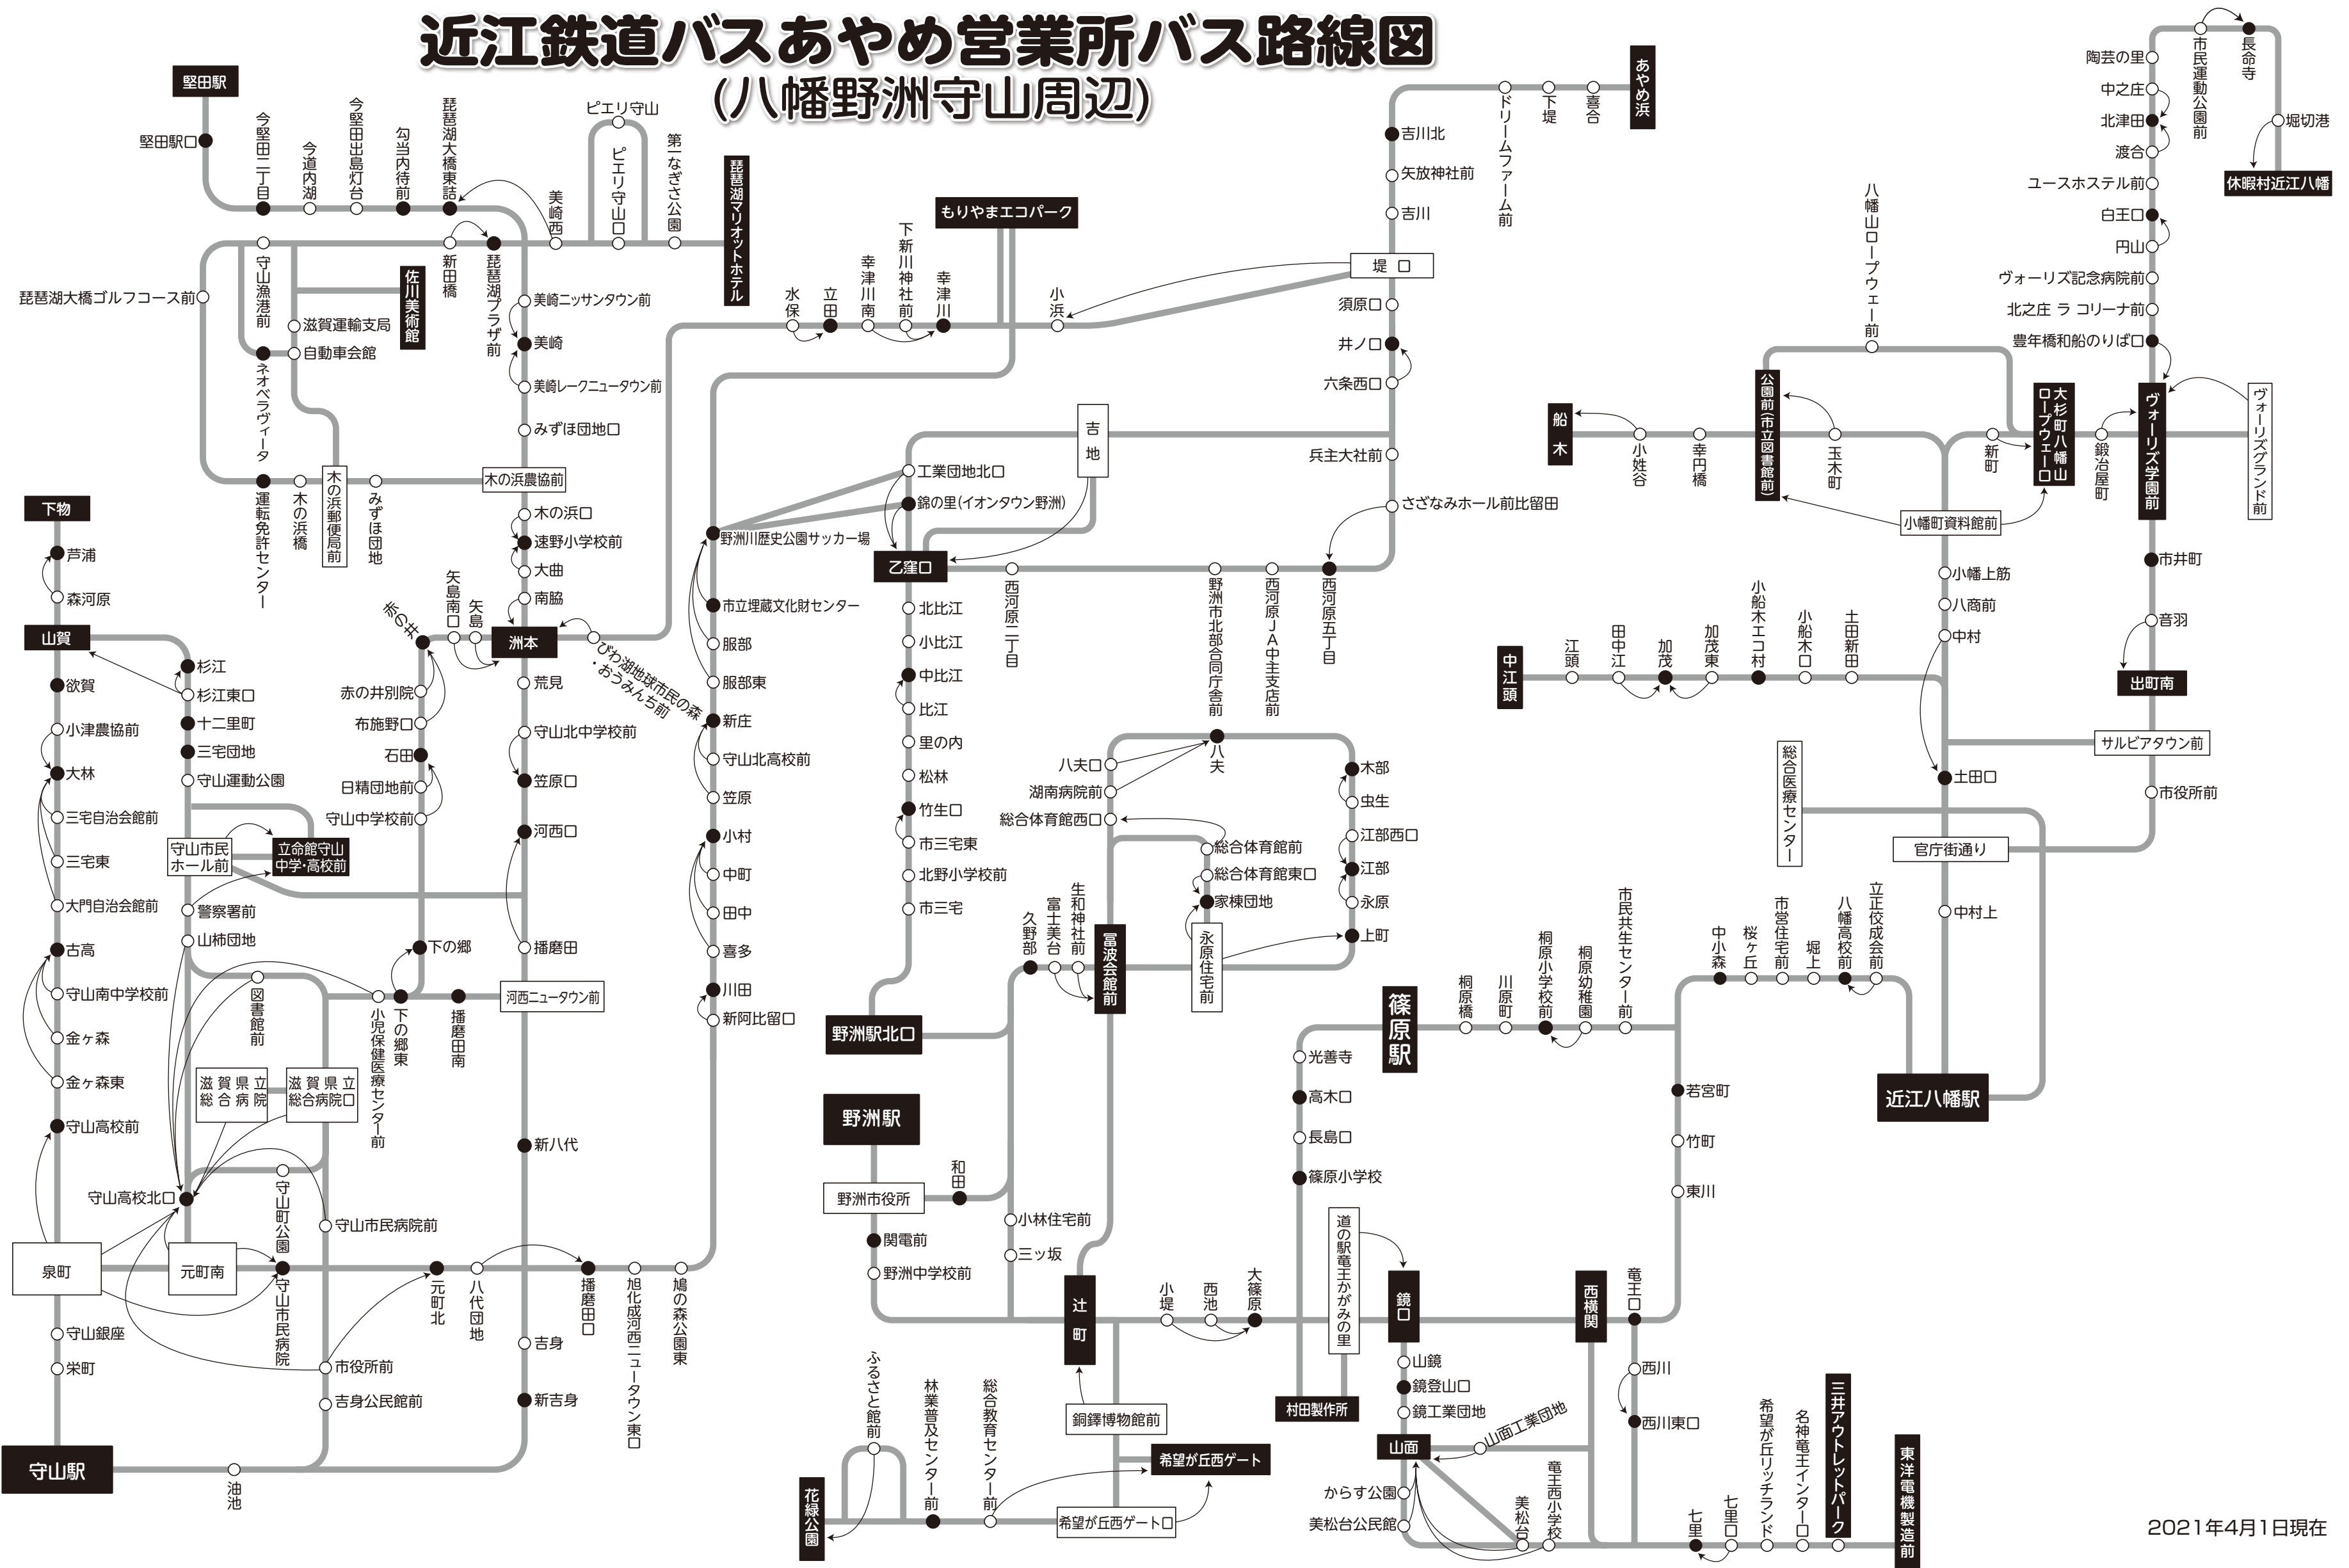 近江鉄道バスあやめ営業所バス路線図
(八幡野洲守山周辺)
堅田駅
堅田駅口
今堅田二丁目
今道内湖
今堅田出島灯台
勾当内待前
琵琶湖大橋東詰
美崎西
ピエリ守山
ピエリ守山口
第一なぎさ公園
琵琶湖マリオットホテル
守山漁港前
新田橋
琵琶湖プラザ前
佐川美術館
琵琶湖大橋ゴルフコース前
滋賀運輸支局
自動車会館
ネオベラヴィータ
美崎ニッサンタウン前
美崎
美崎レークニュータウン前
みずほ団地口
運転免許センター
木の浜橋
木の浜郵便局前
みずほ団地
木の浜農協前
木の浜口
速野小学校前
大曲
南脇
洲本
びわ湖地球市民の森
・おうみんち前
矢島
矢島南口
赤の井
赤の井別院
布施野口
石田
日精団地前
守山中学校前
下の郷
荒見
守山北中学校前
笠原口
河西口
播磨田
河西ニュータウン前
播磨田南
下の郷東
小児保健医療センター前
新八代
吉身
新吉身
下物
芦浦
森河原
山賀
欲賀
小津農協前
大林
三宅自治会館前
三宅東
大門自治会館前
古高
守山南中学校前
金ヶ森
金ヶ森東
守山高校前
泉町
守山銀座
栄町
守山駅
油池
杉江
杉江東口
十二里町
三宅団地
守山運動公園
守山市民
ホール前
立命館守山
中学・高校前
警察署前
山柿団地
図書館前
滋賀県立
総合病院
滋賀県立
総合病院口
守山高校北口
守山町公園
守山市民病院前
元町南
守山市民病院
市役所前
吉身公民館前
元町北
八代団地
播磨田口
旭化成河西ニュータウン東口
鳩の森公園東
もりやまエコパーク
水保
立田
幸津川南
下新川神社前
幸津川
小浜
堤口
野洲川歴史公園サッカー場
市立埋蔵文化財センター
服部
服部東
新庄
守山北高校前
笠原
小村
中町
田中
喜多
川田
新阿比留口
あやめ浜
喜合
下堤
ドリームファーム前
吉川北
矢放神社前
吉川
須原口
井ノ口
六条西口
兵主大社前
さざなみホール前比留田
吉地
工業団地北口
錦の里(イオンタウン野洲)
乙窪口
西河原二丁目
野洲市北部合同庁舎前
西河原JA中主支店前
西河原五丁目
北比江
小比江
中比江
比江
里の内
松林
竹生口
市三宅東
北野小学校前
市三宅
野洲駅北口
野洲駅
野洲市役所
和田
関電前
野洲中学校前
小林住宅前
三ッ坂
久野部
富士美台
生和神社前
冨波会館前
八夫口
湖南病院前
総合体育館西口
八夫
総合体育館前
総合体育館東口
家棟団地
永原住宅前
木部
虫生
江部西口
江部
永原
上町
辻町
小堤
西池
大篠原
銅鐸博物館前
希望が丘西ゲート
希望が丘西ゲート口
総合教育センター前
林業普及センター前
ふるさと館前
花緑公園
篠原駅
光善寺
高木口
長島口
篠原小学校
村田製作所
道の駅竜王かがみの里
鏡口
山鏡
鏡登山口
鏡工業団地
山面
山面工業団地
からす公園
美松台公民館
美松台
竜王西小学校
西横関
竜王口
西川
西川東口
七里
七里口
希望が丘リッチランド
名神竜王インター口
三井アウトレットパーク
東洋電機製造前
桐原橋
川原町
桐原小学校前
桐原幼稚園
市民共生センター前
中小森
桜ヶ丘
市営住宅前
堀上
八幡高校前
立正佼成会前
若宮町
竹町
東川
近江八幡駅
中村上
官庁街通り
総合医療センター
土田口
サルビアタウン前
市役所前
出町南
音羽
市井町
中江頭
江頭
田中江
加茂
加茂東
小船木エコ村
小船木口
土田新田
中村
八商前
小幡上筋
小幡町資料館前
船木
小姓谷
幸円橋
公園前(市立図書館前)
玉木町
八幡山ロープウェー前
新町
大杉町八幡山
ロープウェー口
鍛冶屋町
ヴォーリズ学園前
ヴォーリズグランド前
豊年橋和船のりば口
北之庄 ラ コリーナ前
ヴォーリズ記念病院前
円山
白王口
ユースホステル前
渡合
北津田
中之庄
陶芸の里
市民運動公園前
長命寺
堀切港
休暇村近江八幡
2021年4月1日現在